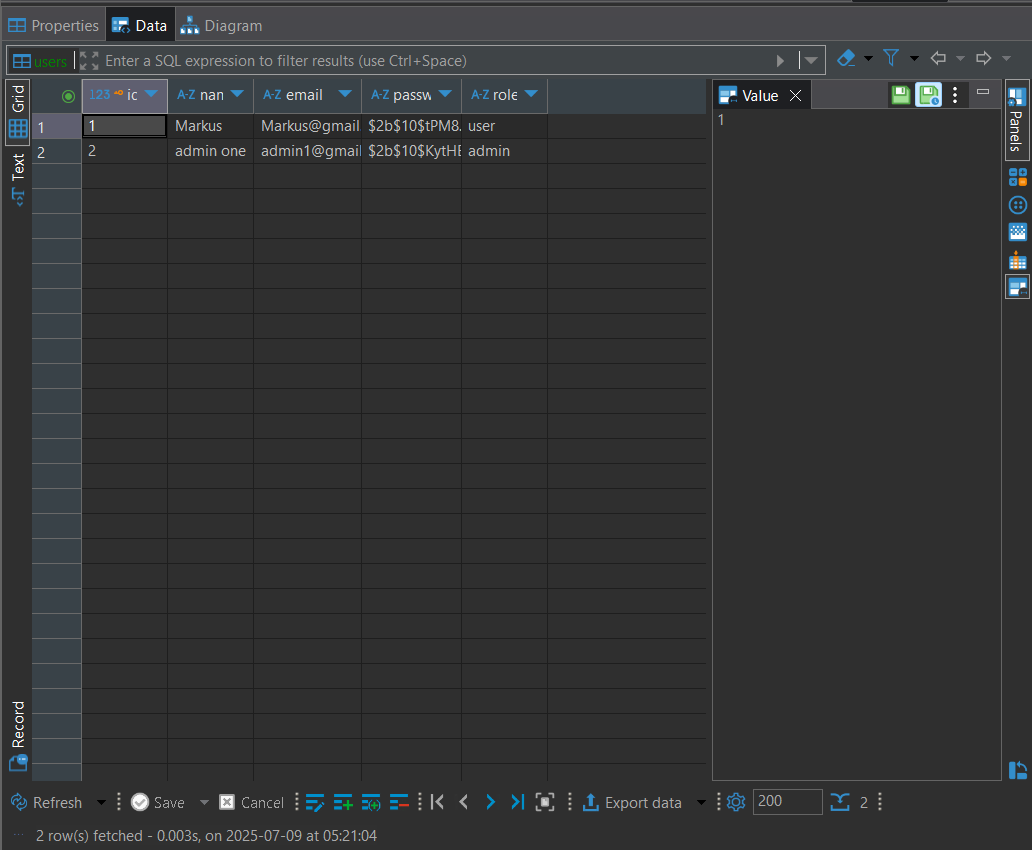 Properties Data Diagram
users Enter a SQL expression to filter results (use Ctrl+Space)
Grid
Text
Record
123 ic A-Z nan A-Z email A-Z passw A-Z role
1 1 Markus Markus@gmail $2b$10$tPM8. user
2 2 admin one admin1@gmail $2b$10$KytHE admin
Value
1
Panels
Refresh Save Cancel Export data 200 2
2 row(s) fetched - 0.003s, on 2025-07-09 at 05:21:04